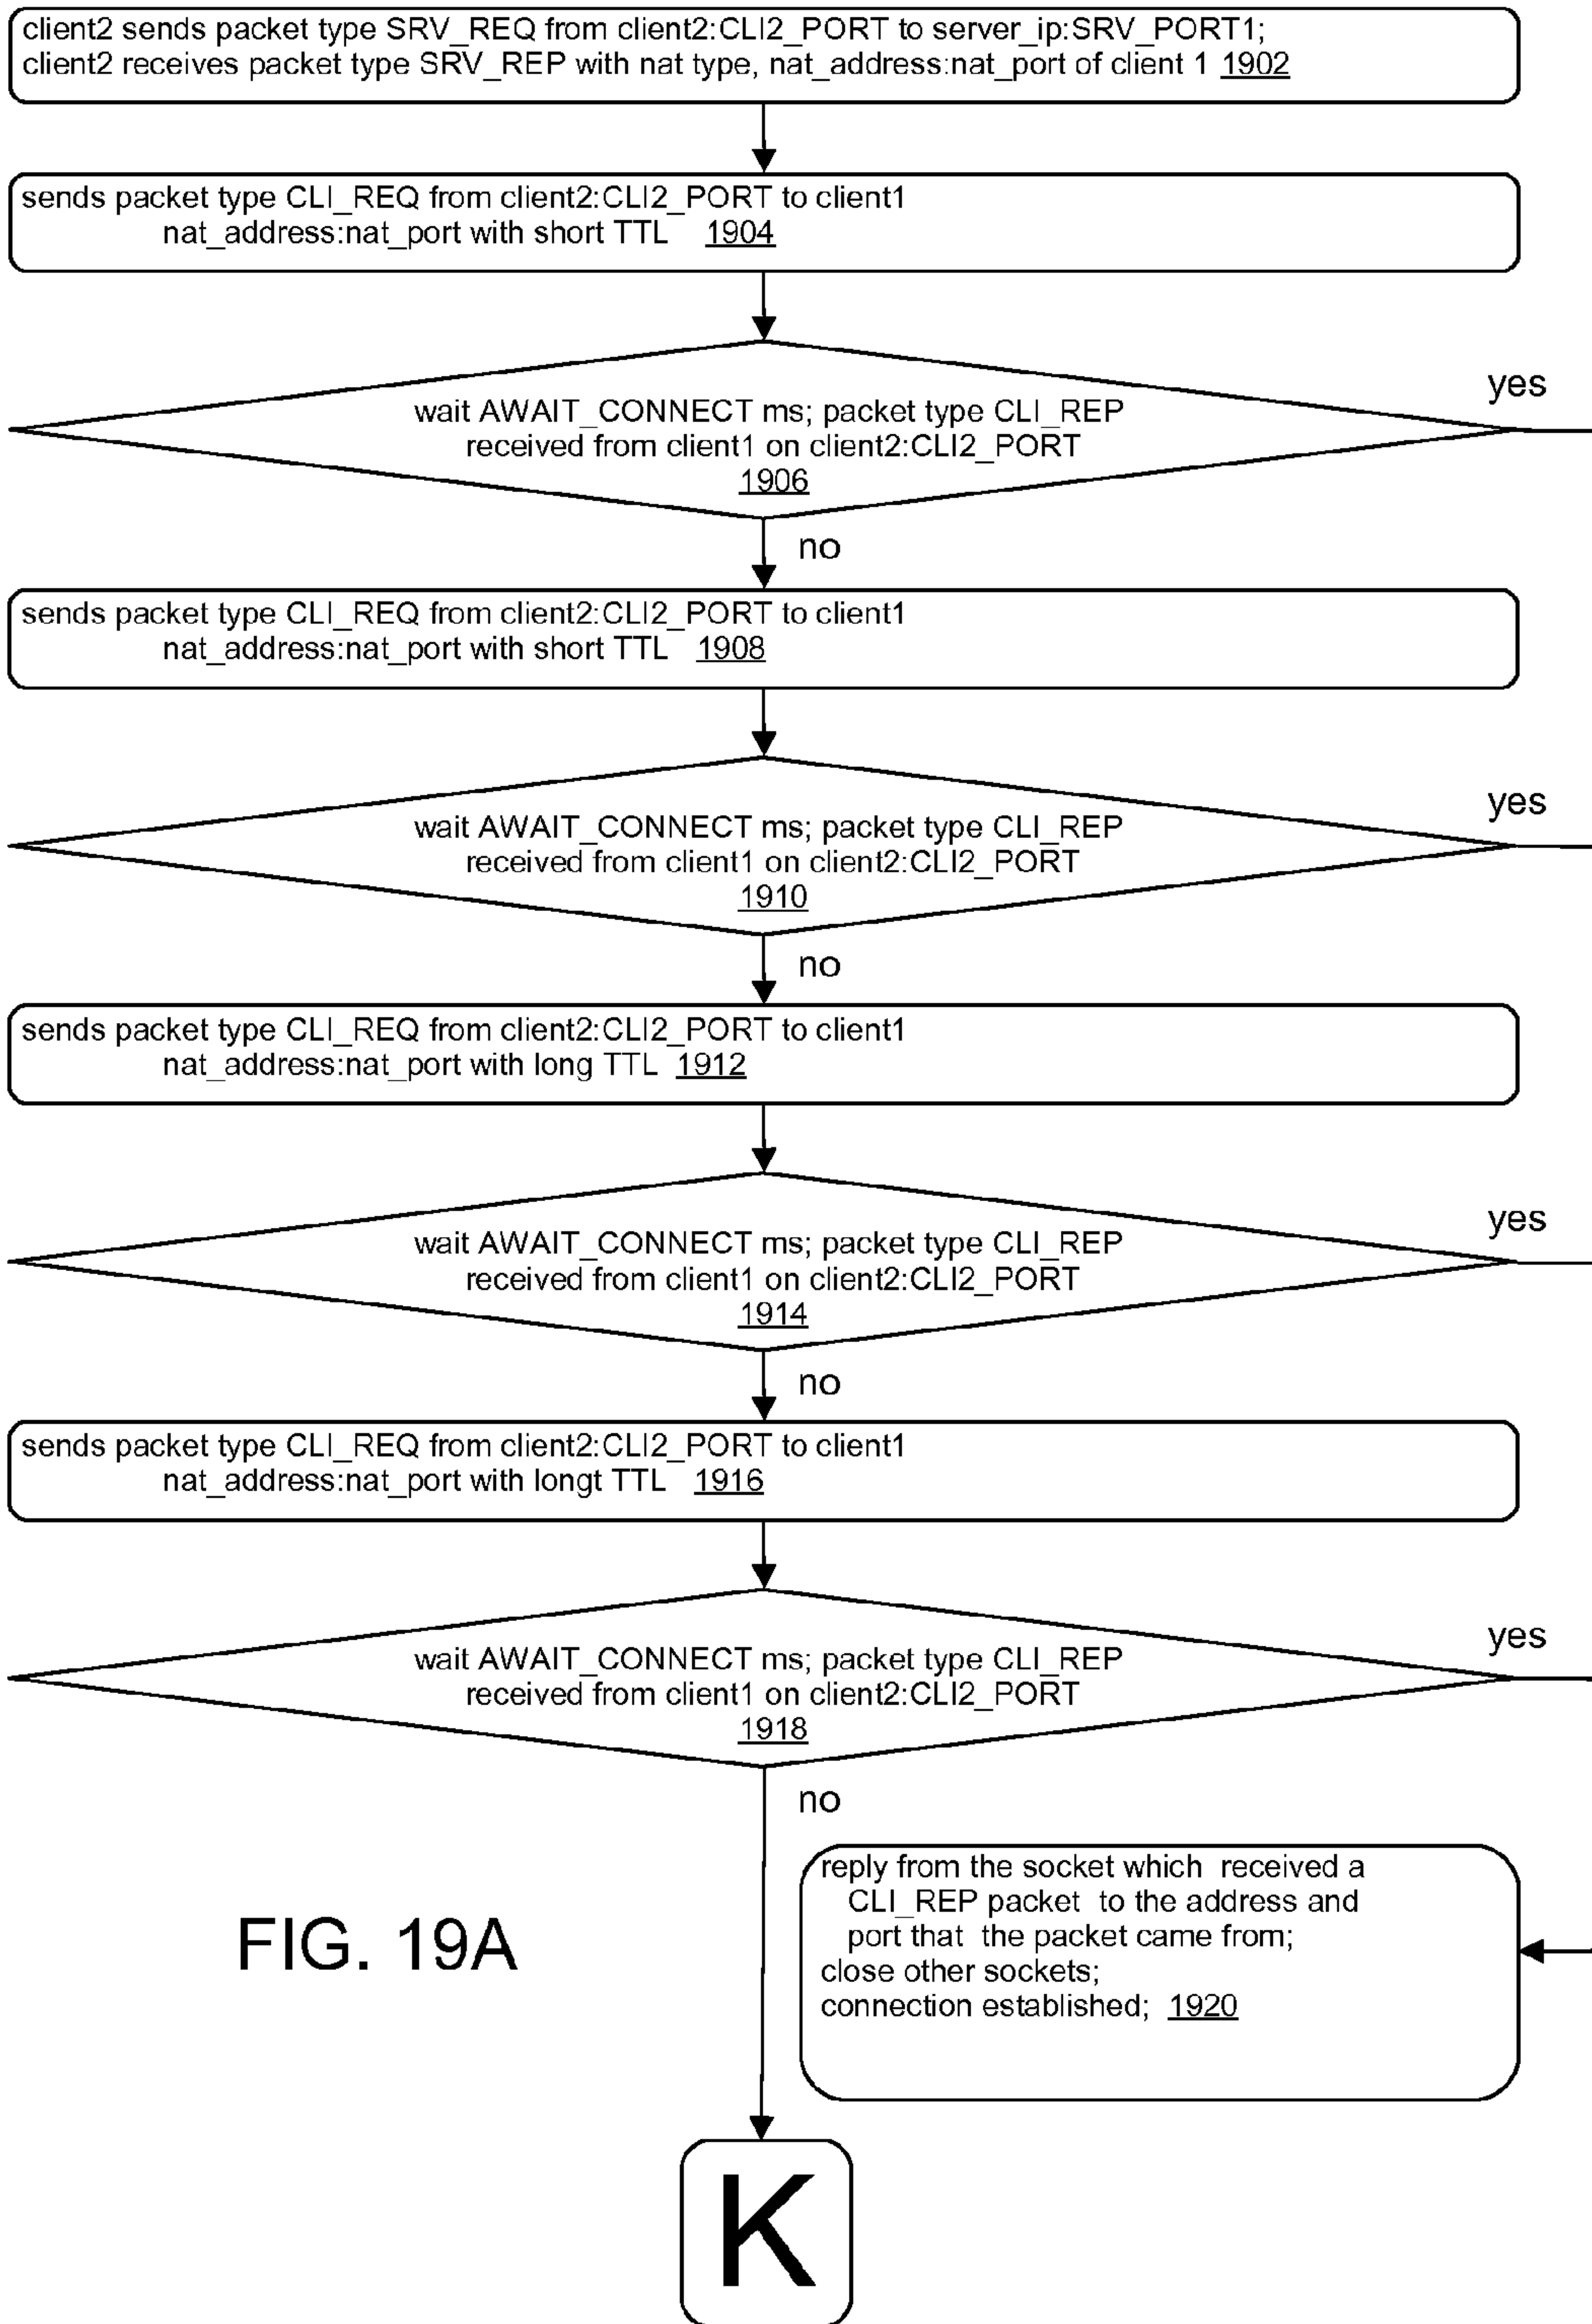 client2 sends packet type SRV_REQ from client2:CLI2_PORT to server_ip:SRV_PORT1;
client2 receives packet type SRV_REP with nat type, nat_address:nat_port of client 1 1902
sends packet type CLI_REQ from client2:CLI2_PORT to client1
nat_address:nat_port with short TTL 1904
wait AWAIT_CONNECT ms; packet type CLI_REP
received from client1 on client2:CLI2_PORT
1906
yes
no
sends packet type CLI_REQ from client2:CLI2_PORT to client1
nat_address:nat_port with short TTL 1908
wait AWAIT_CONNECT ms; packet type CLI_REP
received from client1 on client2:CLI2_PORT
1910
yes
no
sends packet type CLI_REQ from client2:CLI2_PORT to client1
nat_address:nat_port with long TTL 1912
wait AWAIT_CONNECT ms; packet type CLI_REP
received from client1 on client2:CLI2_PORT
1914
yes
no
sends packet type CLI_REQ from client2:CLI2_PORT to client1
nat_address:nat_port with longt TTL 1916
wait AWAIT_CONNECT ms; packet type CLI_REP
received from client1 on client2:CLI2_PORT
1918
yes
no
reply from the socket which received a
CLI_REP packet to the address and
port that the packet came from;
close other sockets;
connection established; 1920
FIG. 19A
K